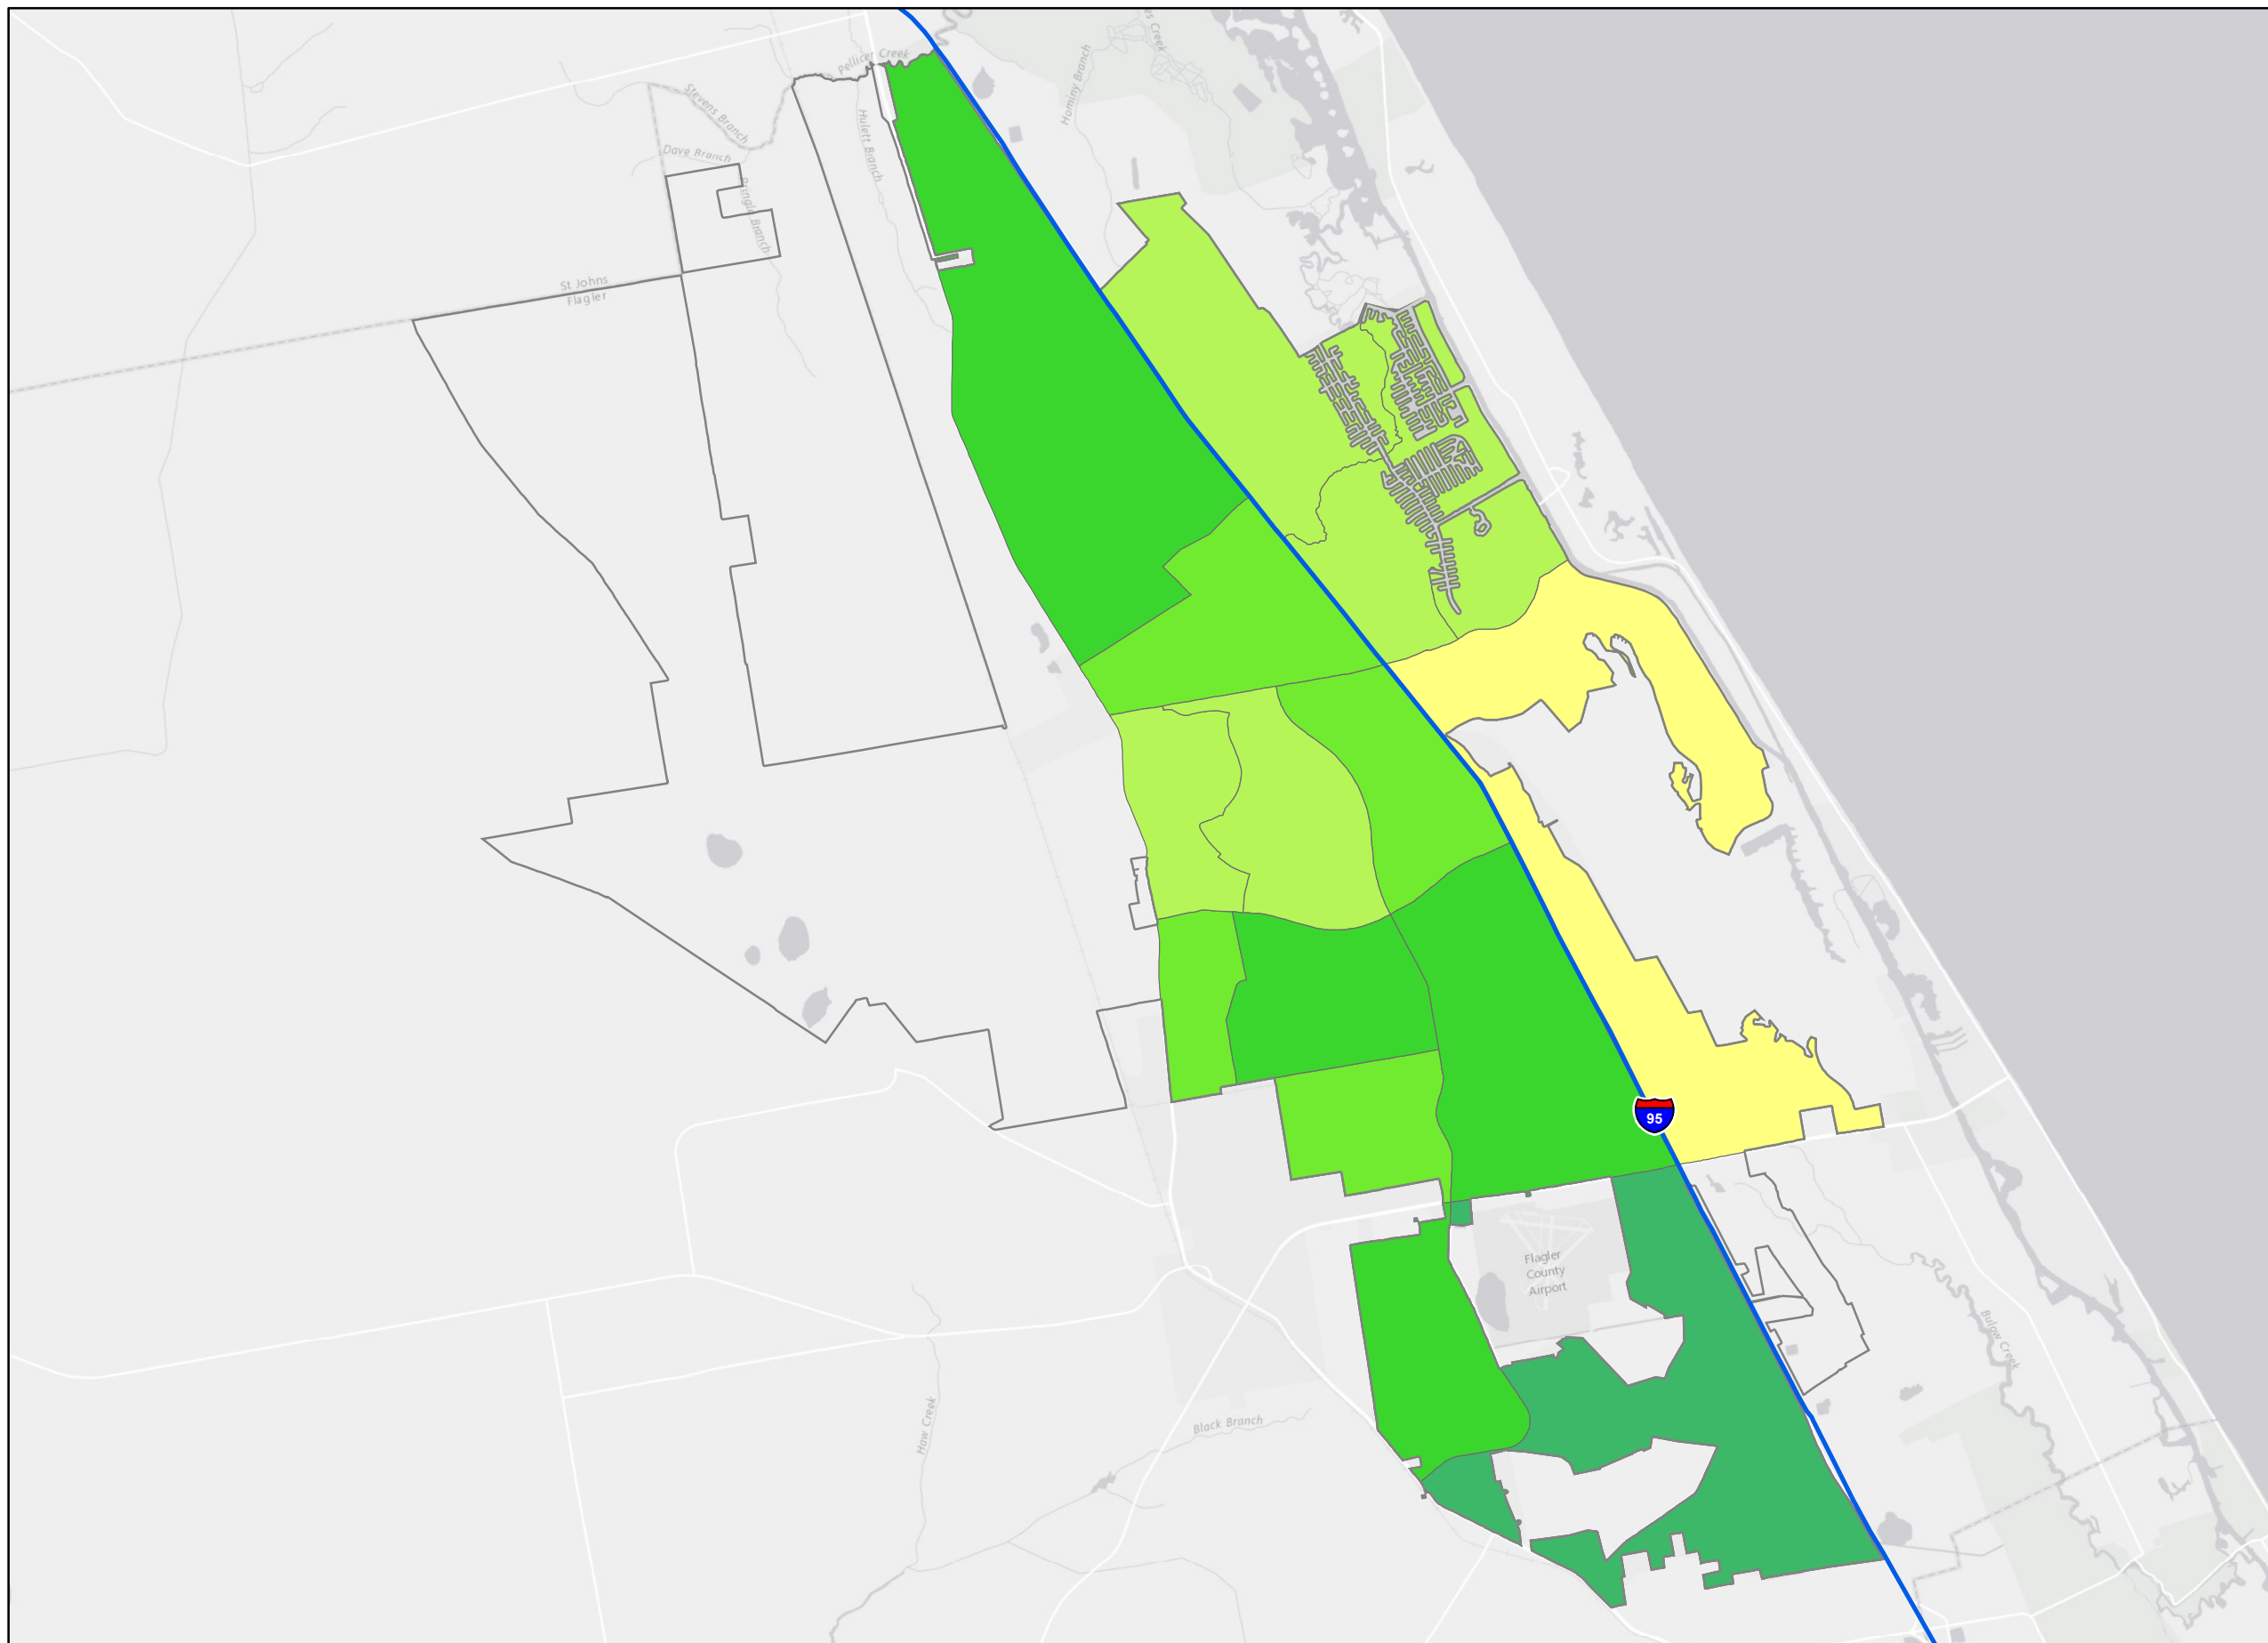 Pellicer Creek
Hominy Branch
Creek
Stevens Branch
Hulett Branch
Dave Branch
Pringle Branch
St Johns
Flagler
95
Flagler
County
Airport
Bulow Creek
Haw Creek
Black Branch